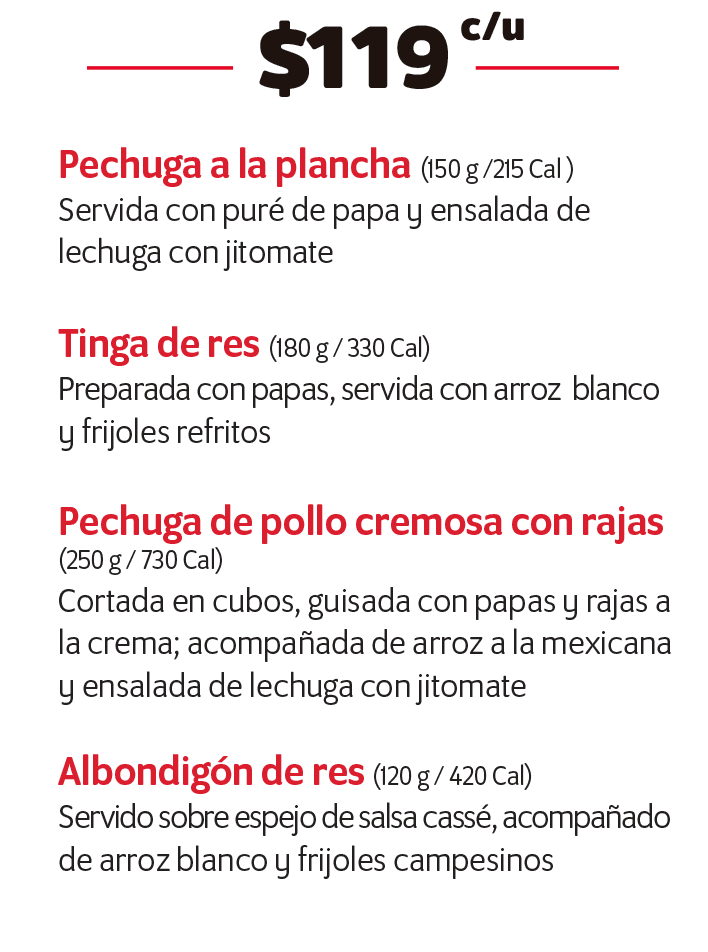 $119 c/u
Pechuga a la plancha (150 g /215 Cal )
Servida con puré de papa y ensalada de
lechuga con jitomate
Tinga de res (180 g / 330 Cal)
Preparada con papas, servida con arroz blanco
y frijoles refritos
Pechuga de pollo cremosa con rajas
(250 g / 730 Cal)
Cortada en cubos, guisada con papas y rajas a
la crema; acompañada de arroz a la mexicana
y ensalada de lechuga con jitomate
Albondigón de res (120 g / 420 Cal)
Servido sobre espejo de salsa cassé, acompañado
de arroz blanco y frijoles campesinos